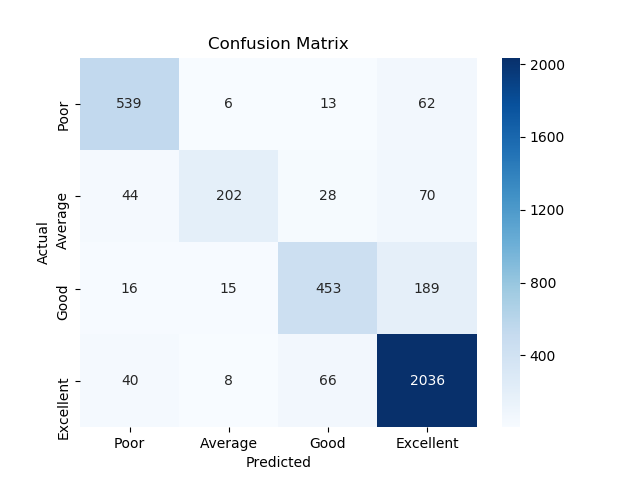 Confusion Matrix
Actual
Poor 539 6 13 62
Average 44 202 28 70
Good 16 15 453 189
Excellent 40 8 66 2036
Poor Average Good Excellent
Predicted
2000
1600
1200
800
400